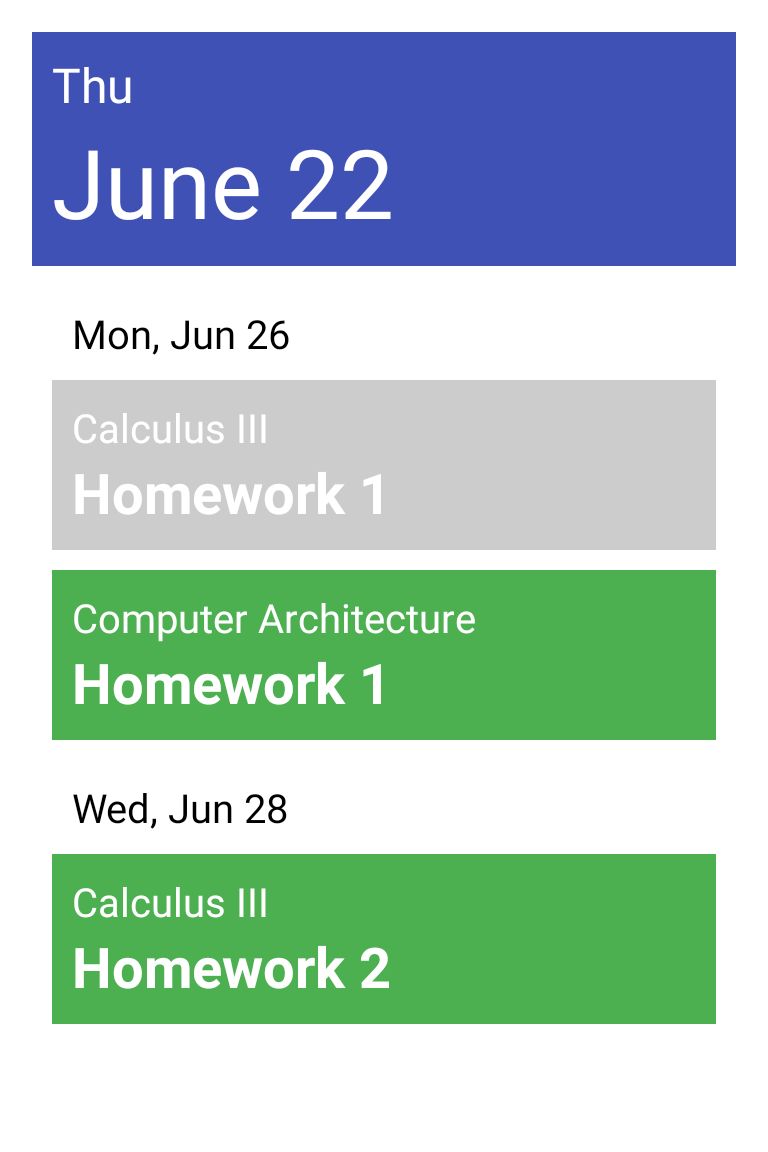 Thu
June 22
Mon, Jun 26
Calculus III
Homework 1
Computer Architecture
Homework 1
Wed, Jun 28
Calculus III
Homework 2